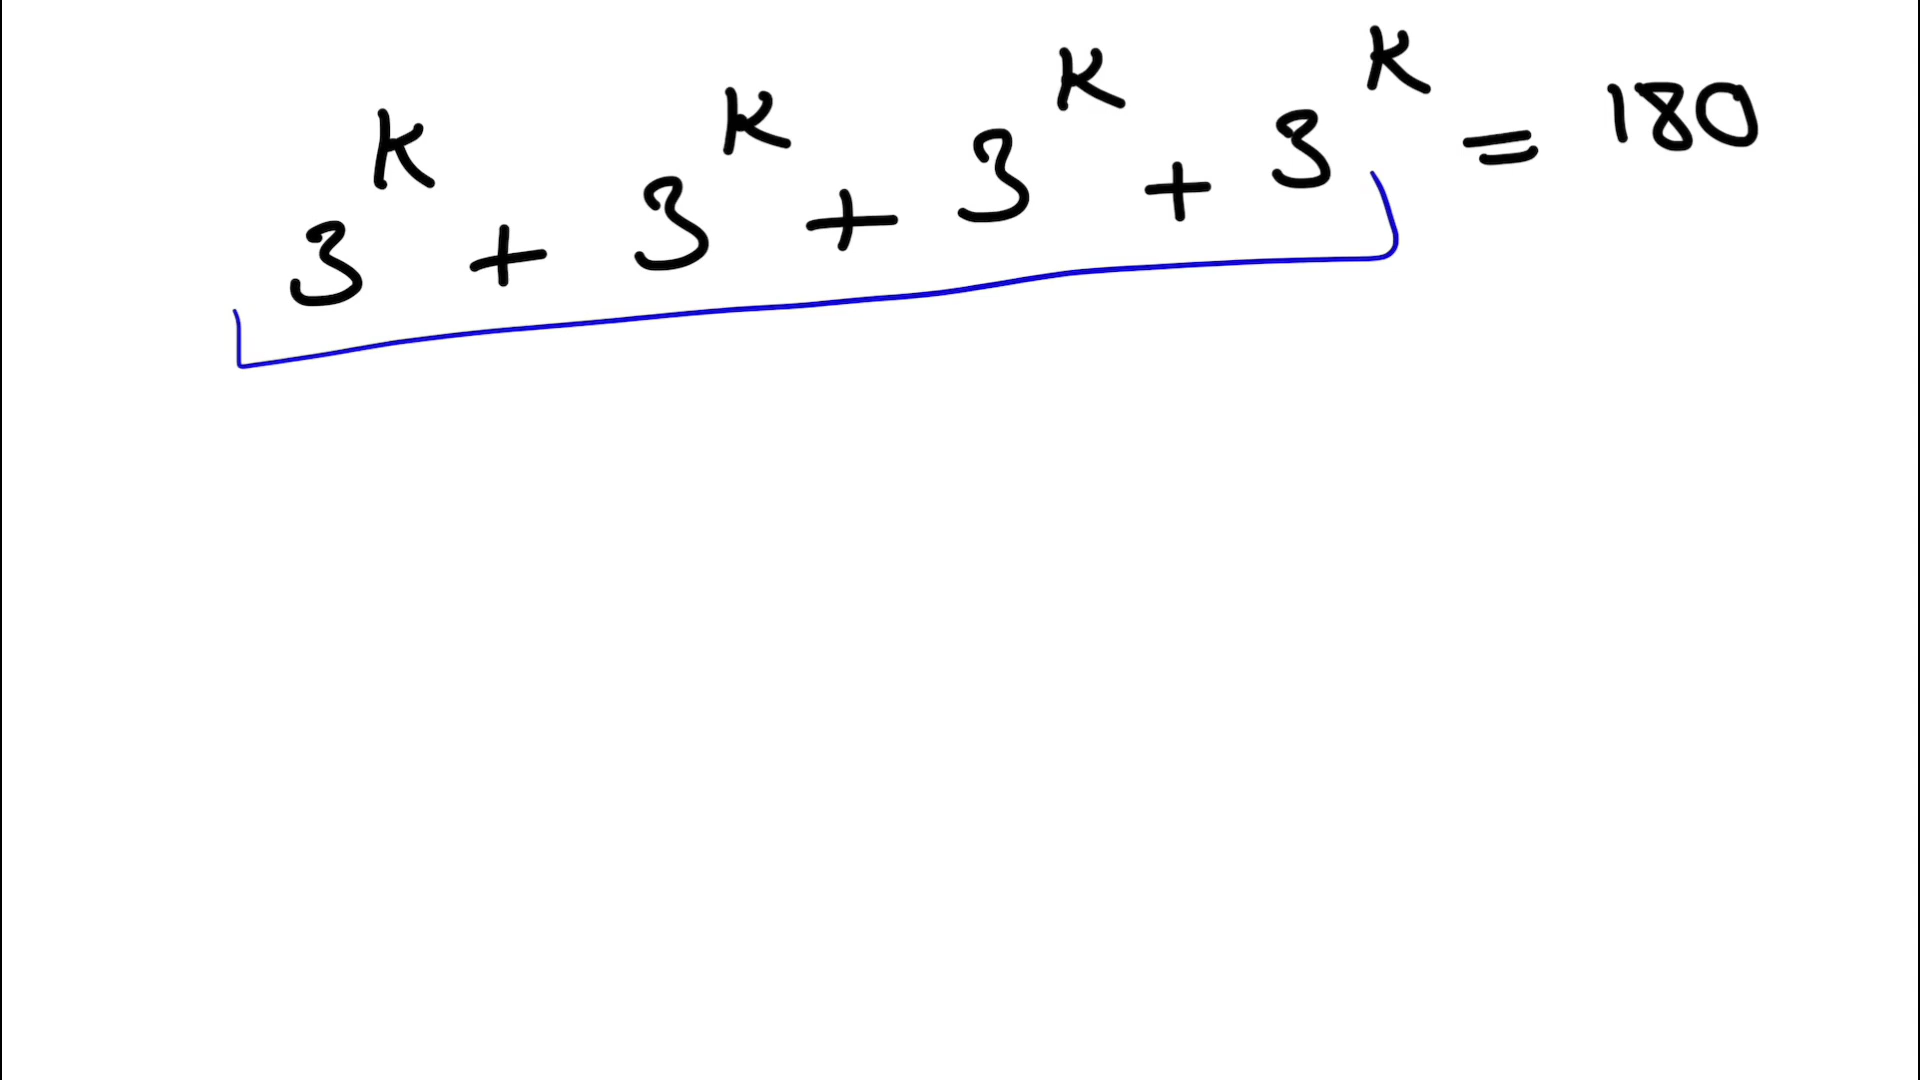 3^k + 3^k + 3^k + 3^k = 180